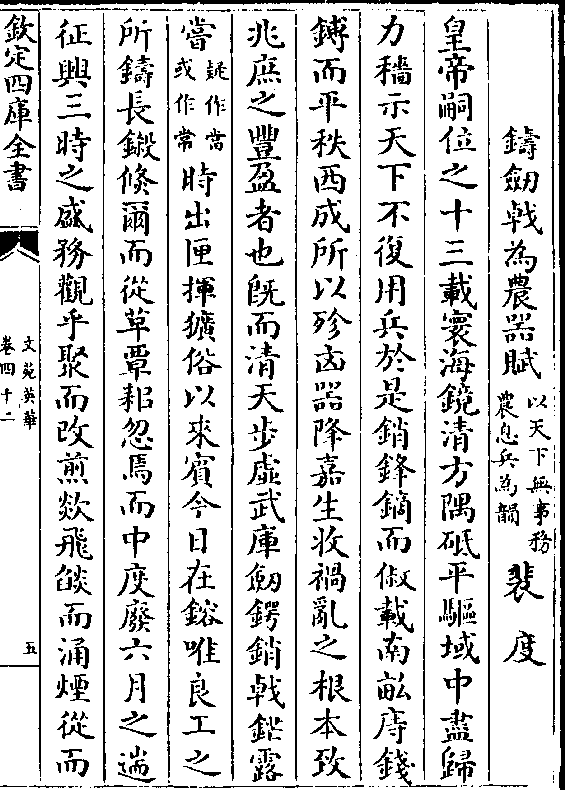 鑄劒㦸為農器賦 以天下無事務農息兵為韻 裴度
皇帝嗣位之十三載寰海鏡清方隅砥平驅域中盡歸
力穡示天下不復用兵於是銷鋒鏑而俶載南畝庤錢
鎛而平秩西成所以殄凶器降嘉生收禍亂之根本致
兆庶之豐盈者也既而清天步虛武庫劒鍔銷㦸鋩露
當疑作當或作常時出匣揮獷俗以來賓今日在鎔唯良工之
所鑄長鎩倏爾而從草覃耜忽焉而中度廢六月之遄
征興三時之盛務觀乎聚而改煎欻飛燄而涌煙從而
欽定四庫全書
文苑英華
卷四十二
五